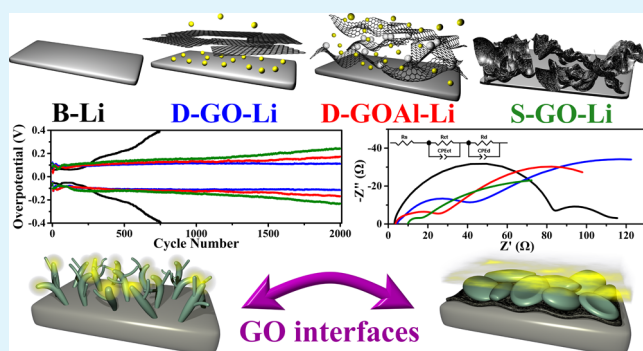 B-Li D-GO-Li D-GOAl-Li S-GO-Li
Overpotential (V)
0.4
0.2
0.0
-0.2
-0.4
0 500 1000 1500 2000
Cycle Number
Rs Rct Rd
CPEct CPEd
-Z'' (Ω)
-40
-20
0
0 20 40 60 80 100 120
Z' (Ω)
GO interfaces